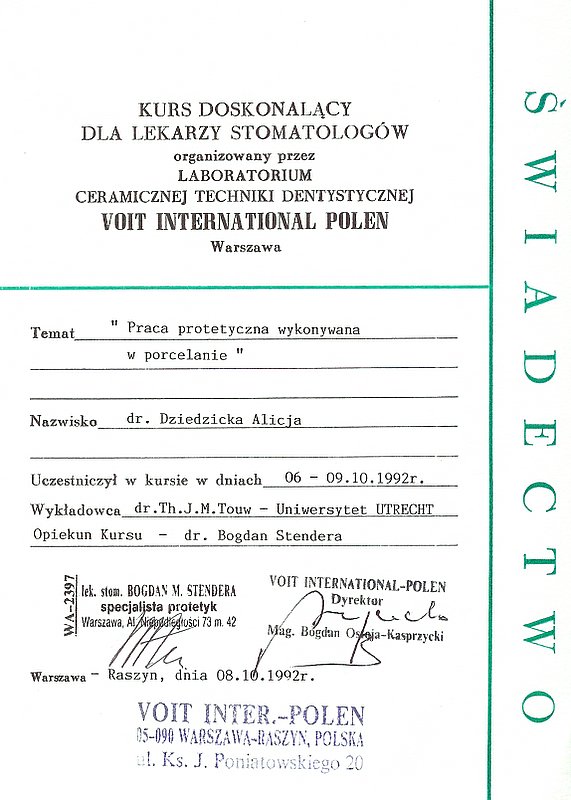 KURS DOSKONALĄCY
DLA LEKARZY STOMATOLOGÓW
organizowany przez
LABORATORIUM
CERAMICZNEJ TECHNIKI DENTYSTYCZNEJ
VOIT INTERNATIONAL POLEN
Warszawa
Temat " Praca protetyczna wykonywana
w porcelanie "
Nazwisko dr. Dziedzicka Alicja
Uczestniczył w kursie w dniach 06 - 09.10.1992r.
Wykładowca dr.Th.J.M.Touw - Uniwersytet UTRECHT
Opiekun Kursu - dr. Bogdan Stendera
WA-2397
lek. stom. BOGDAN M. STENDERA
specjalista protetyk
Warszawa, Al. Niepodległości 73 m. 42
VOIT INTERNATIONAL-POLEN
Dyrektor
Mag. Bogdan Ostoja-Kasprzycki
Warszawa - Raszyn, dnia 08.10.1992r.
VOIT INTER.-POLEN
05-090 WARSZAWA-RASZYN, POLSKA
ul. Ks. J. Poniatowskiego 20
ŚWIADECTWO